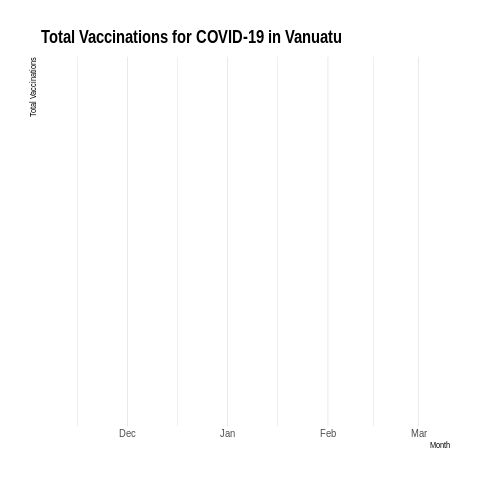 Total Vaccinations for COVID-19 in Vanuatu
Total Vaccinations
Dec Jan Feb Mar
Month